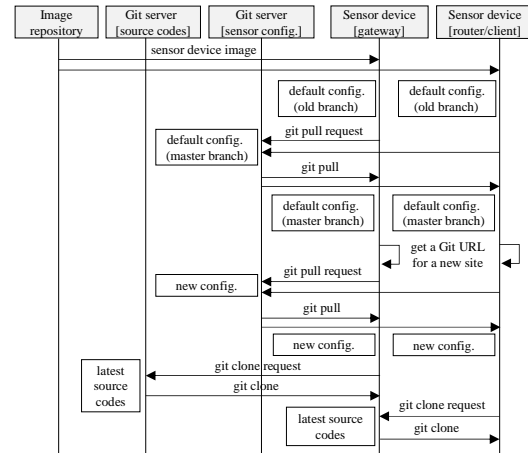 Image
repository
Git server
[source codes]
Git server
[sensor config.]
Sensor device
[gateway]
Sensor device
[router/client]
sensor device image
default config.
(old branch)
default config.
(old branch)
git pull request
default config.
(master branch)
git pull
default config.
(master branch)
default config.
(master branch)
get a Git URL
for a new site
git pull request
new config.
git pull
new config.
new config.
git clone request
latest
source
codes
git clone
git clone request
latest source
codes
git clone